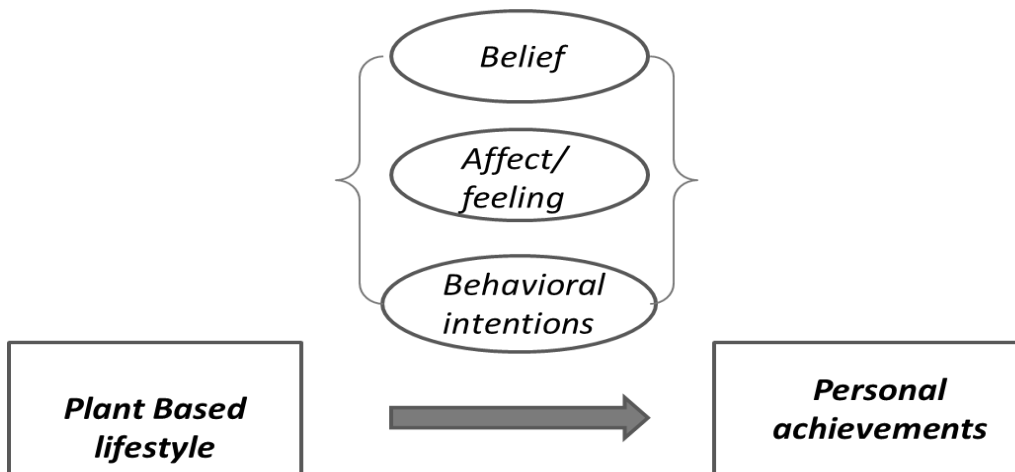 Belief
Affect/
feeling
Behavioral
intentions
Plant Based
lifestyle
Personal
achievements